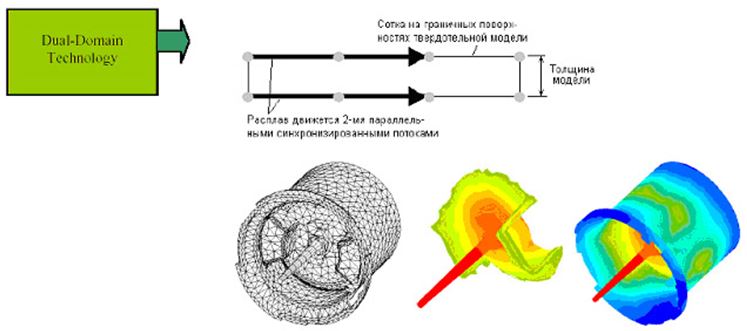 Dual-Domain
Technology
Сотка на граничных поверх-
ностях твердотельной модели
Толщина
модели
Расплав движется 2-мя параллель-
ными синхронизированными потоками